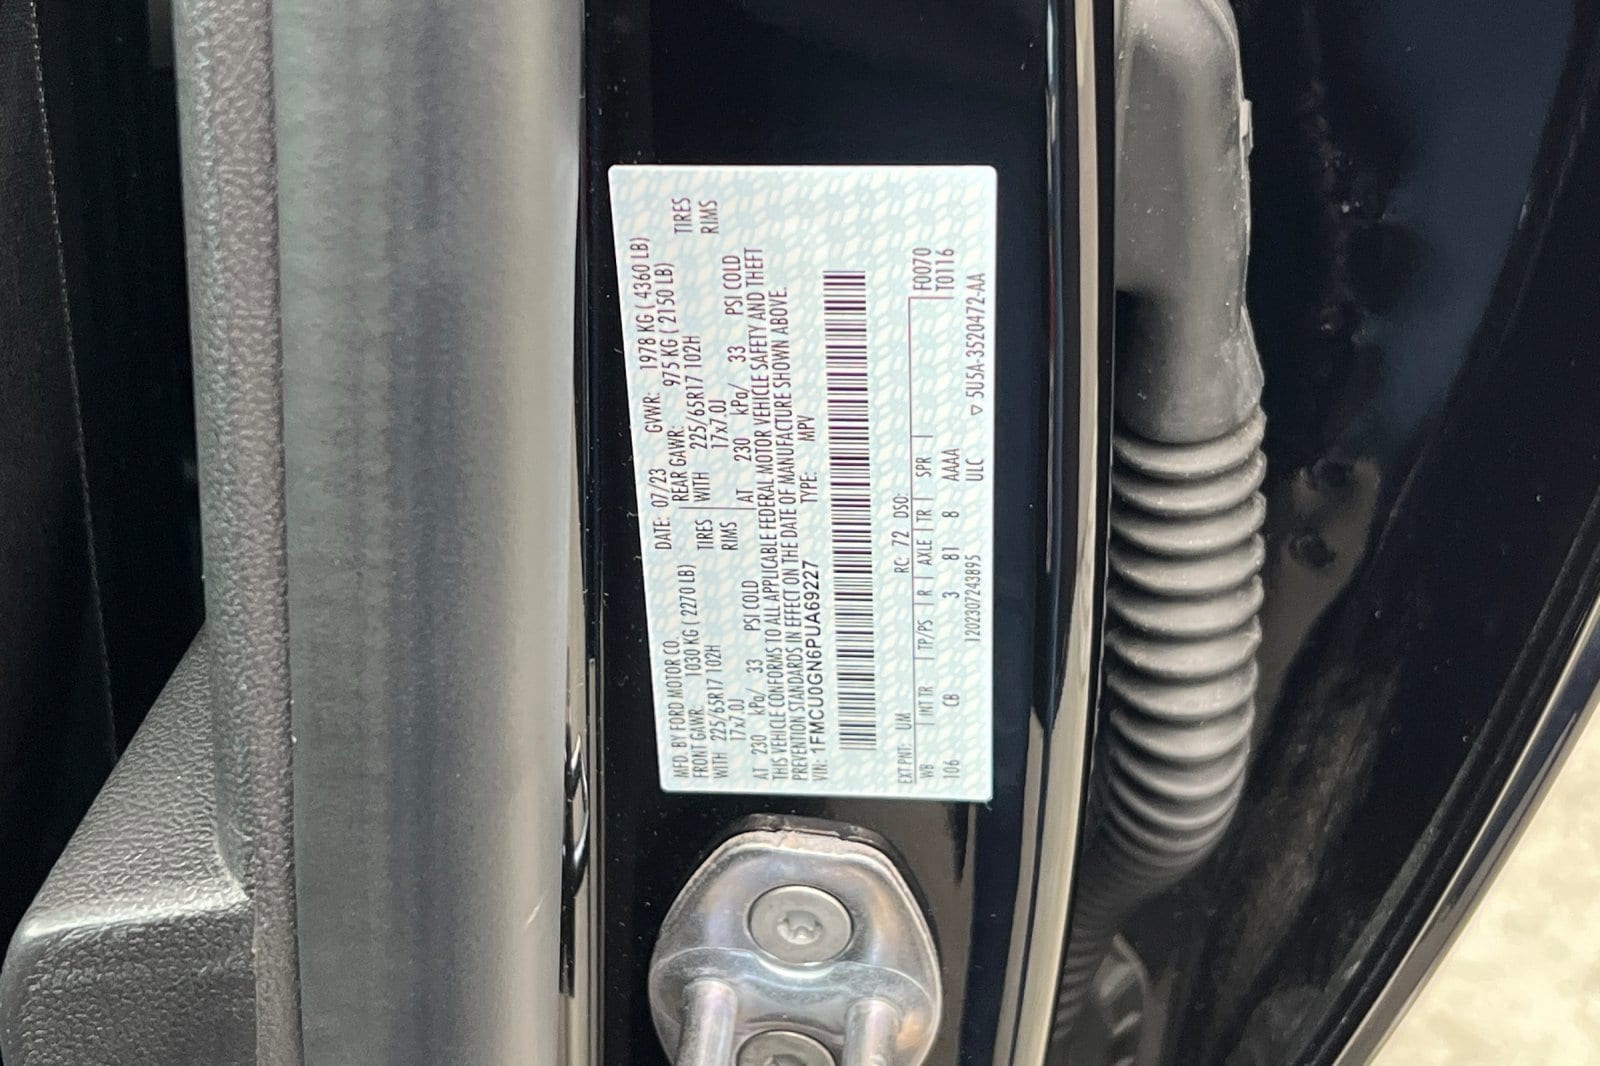 MFD. BY FORD MOTOR CO. DATE: 07/23 GVWR: 1978 KG ( 4360 LB)
FRONT GAWR: 1030 KG ( 2270 LB) REAR GAWR: 975 KG ( 2150 LB)
WITH 225/65R17 102H TIRES WITH 225/65R17 102H TIRES
17x7.0J RIMS 17x7.0J RIMS
AT 230 kPa/ 33 PSI COLD AT 230 kPa/ 33 PSI COLD
THIS VEHICLE CONFORMS TO ALL APPLICABLE FEDERAL MOTOR VEHICLE SAFETY AND THEFT
PREVENTION STANDARDS IN EFFECT ON THE DATE OF MANUFACTURE SHOWN ABOVE.
VIN: 1FMCU0GN6PUA69227 TYPE: MPV
EXT PNT: UM RC: 72 DSO: F0070
WB INT TR TP/PS R AXLE TR SPR T0116
106 CB 3 81 8 AAAA
1202307243895 ULC ▽ 5U5A-3520472-AA